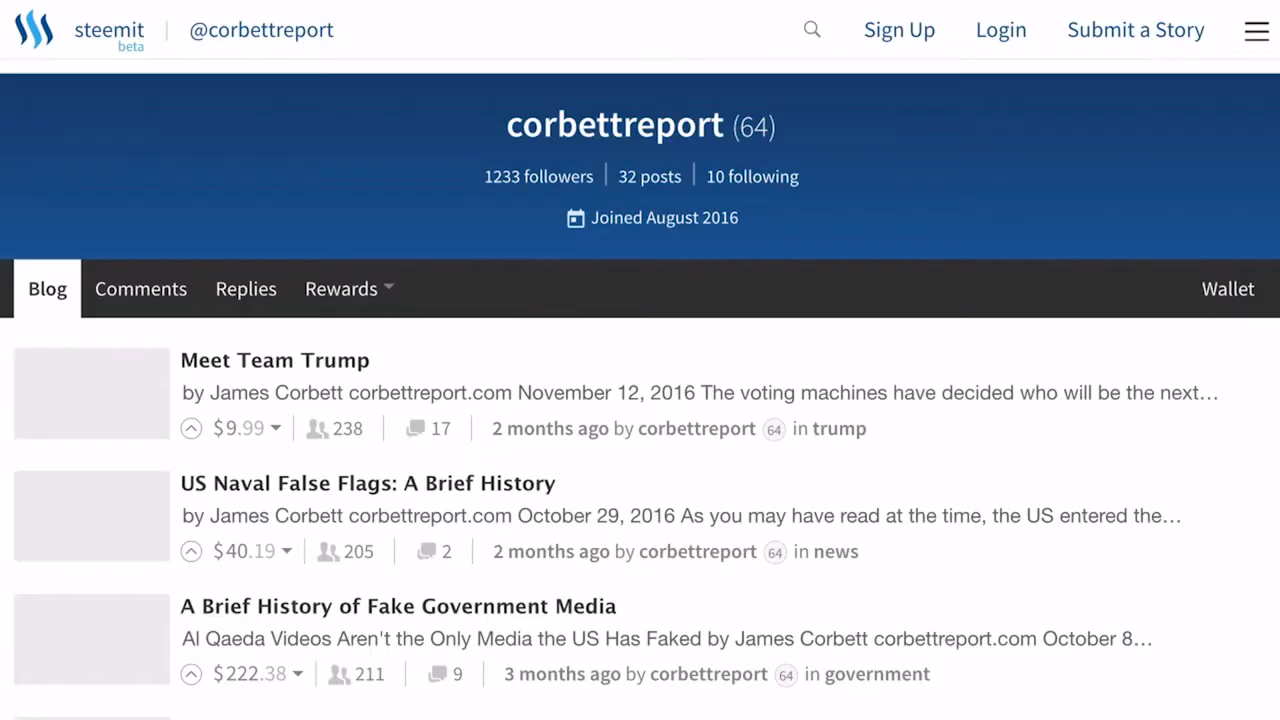 steemit beta @corbettreport Sign Up Login Submit a Story
corbettreport (64)
1233 followers 32 posts 10 following
Joined August 2016
Blog Comments Replies Rewards Wallet
Meet Team Trump
by James Corbett corbettreport.com November 12, 2016 The voting machines have decided who will be the next…
$9.99 238 17 2 months ago by corbettreport 64 in trump
US Naval False Flags: A Brief History
by James Corbett corbettreport.com October 29, 2016 As you may have read at the time, the US entered the…
$40.19 205 2 2 months ago by corbettreport 64 in news
A Brief History of Fake Government Media
Al Qaeda Videos Aren't the Only Media the US Has Faked by James Corbett corbettreport.com October 8…
$222.38 211 9 3 months ago by corbettreport 64 in government